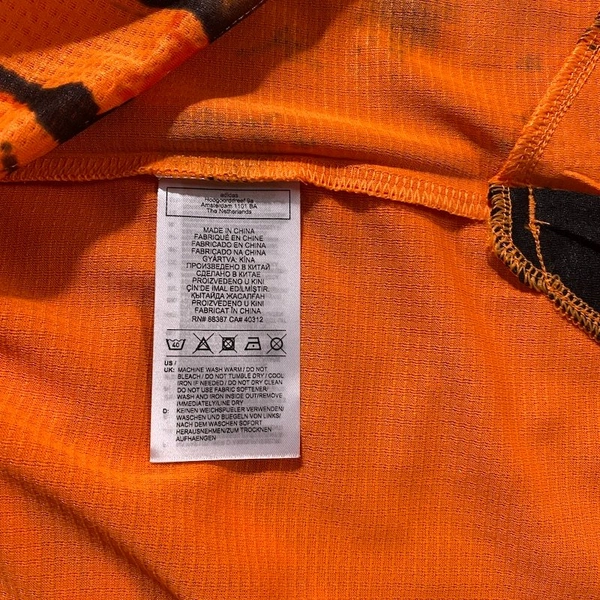 adidas
Hoogoorddreef 9a
Amsterdam 1101 BA
The Netherlands
MADE IN CHINA
FABRIQUÉ EN CHINE
FABRICADO EN CHINA
FABRICADO NA CHINA
GYÁRTVA: KÍNA
ПРОИЗВЕДЕНО В КИТАЙ
СДЕЛАНО В КИТАЕ
PROIZVEDENO U KINI
ÇİN'DE IMAL EDİLMİŞTİR.
ҚЫТАЙДА ЖАСАЛҒАН
PROIZVEDENO U KINI
FABRICAT ÎN CHINA
RN# 88387 CA# 40312
40
US /
UK: MACHINE WASH WARM / DO NOT
BLEACH / DO NOT TUMBLE DRY / COOL
IRON IF NEEDED / DO NOT DRY CLEAN
DO NOT USE FABRIC SOFTENER/
WASH AND IRON INSIDE OUT/REMOVE
IMMEDIATELY/LINE DRY
D: KEINEN WEICHSPUELER VERWENDEN/
WASCHEN UND BUEGELN VON LINKS/
NACH DEM WASCHEN SOFORT
HERAUSNEHMEN/ZUM TROCKNEN
AUFHAENGEN